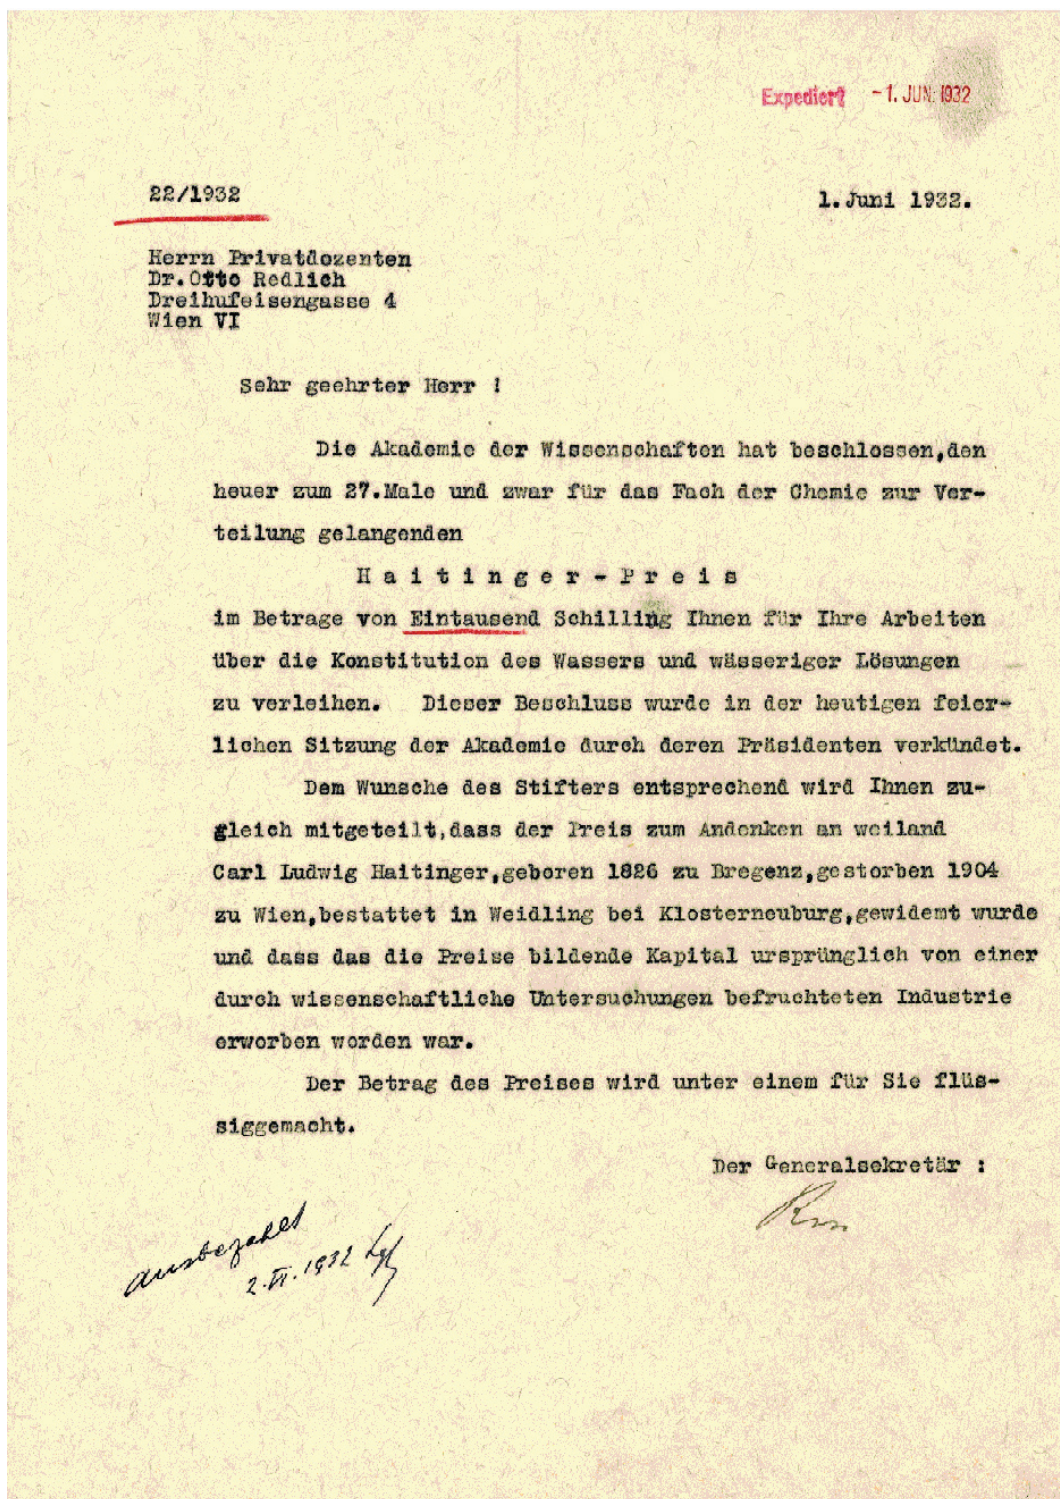 Expediert -1. JUN. 1932
22/1932
1.Juni 1932.
Herrn Privatdozenten
Dr.Otto Redlich
Dreihufeisengasse 4
Wien VI
Sehr geehrter Herr !
Die Akademie der Wissenschaften hat beschlossen,den
heuer zum 27.Male und zwar für das Fach der Chemie zur Ver-
teilung gelangenden
H a i t i n g e r - P r e i s
im Betrage von Eintausend Schilling Ihnen für Ihre Arbeiten
über die Konstitution des Wassers und wässeriger Lösungen
zu verleihen. Dieser Beschluss wurde in der heutigen feier-
lichen Sitzung der Akademie durch deren Präsidenten verkündet.
Dem Wunsche des Stifters entsprechend wird Ihnen zu-
gleich mitgeteilt,dass der Preis zum Andenken an weiland
Carl Ludwig Haitinger,geboren 1826 zu Bregenz,gestorben 1904
zu Wien,bestattet in Weidling bei Klosterneuburg,gewidemt wurde
und dass das die Preise bildende Kapital ursprünglich von einer
durch wissenschaftliche Untersuchungen befruchteten Industrie
erworben worden war.
Der Betrag des Preises wird unter einem für Sie flüs-
siggemacht.
Der Generalsekretär :
ausbezahlt
2.VI.1932